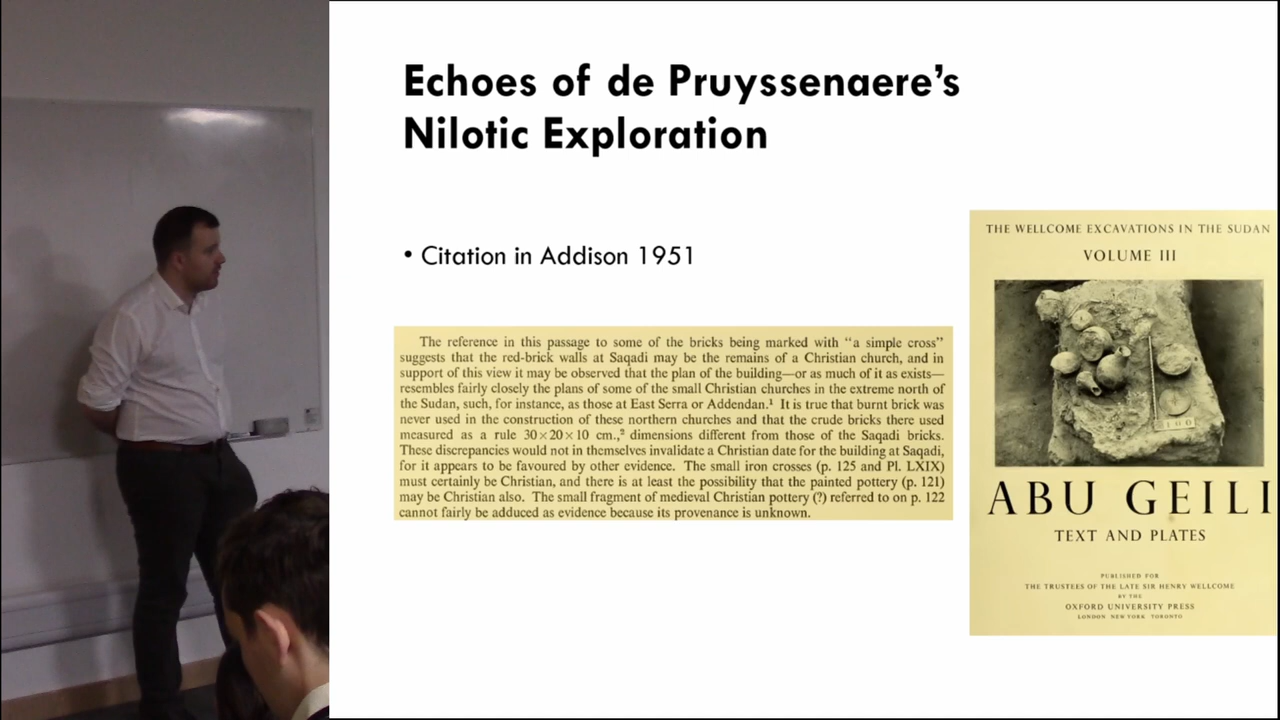 Echoes of de Pruyssenaere’s
Nilotic Exploration
• Citation in Addison 1951
The reference in this passage to some of the bricks being marked with “a simple cross”
suggests that the red-brick walls at Saqadi may be the remains of a Christian church, and in
support of this view it may be observed that the plan of the building—or as much of it as exists—
resembles fairly closely the plans of some of the small Christian churches in the extreme north of
the Sudan, such, for instance, as those at East Serra or Addendan.¹ It is true that burnt brick was
never used in the construction of these northern churches and that the crude bricks there used
measured as a rule 30×20×10 cm.,² dimensions different from those of the Saqadi bricks.
These discrepancies would not in themselves invalidate a Christian date for the building at Saqadi,
for it appears to be favoured by other evidence. The small iron crosses (p. 125 and Pl. LXIX)
must certainly be Christian, and there is at least the possibility that the painted pottery (p. 121)
may be Christian also. The small fragment of medieval Christian pottery (?) referred to on p. 122
cannot fairly be adduced as evidence because its provenance is unknown.
THE WELLCOME EXCAVATIONS IN THE SUDAN
VOLUME III
100
ABU GEILI
TEXT AND PLATES
PUBLISHED FOR
THE TRUSTEES OF THE LATE SIR HENRY WELLCOME
BY THE
OXFORD UNIVERSITY PRESS
LONDON NEW YORK TORONTO